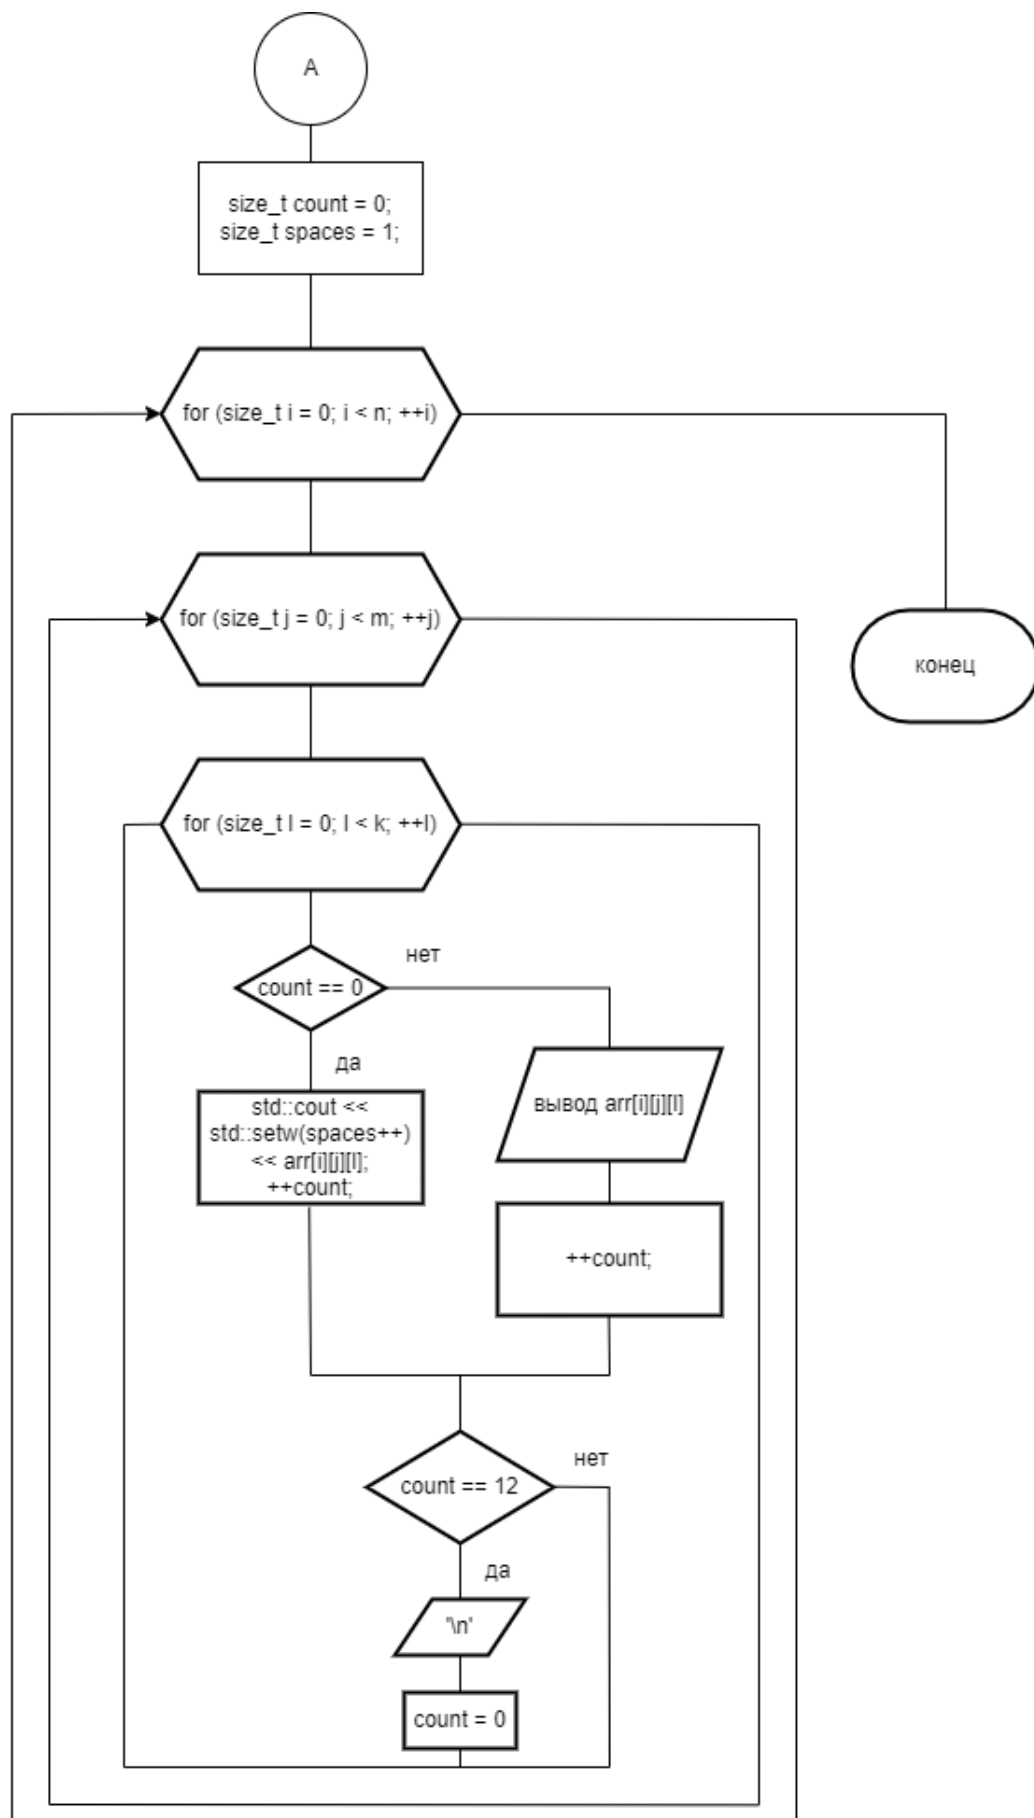 A
size_t count = 0;
size_t spaces = 1;
for (size_t i = 0; i < n; ++i)
for (size_t j = 0; j < m; ++j)
конец
for (size_t l = 0; l < k; ++l)
нет
count == 0
да
std::cout <<
std::setw(spaces++)
<< arr[i][j][l];
++count;
вывод arr[i][j][l]
++count;
нет
count == 12
да
'\n'
count = 0